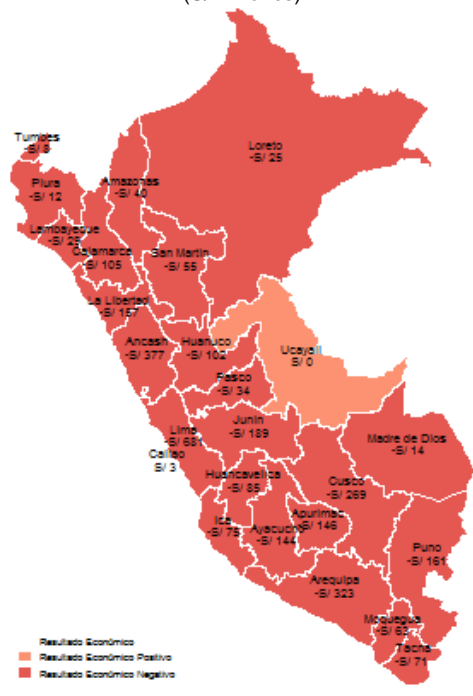 Tumbes
-S/ 8
Loreto
-S/ 25
Piura
-S/ 12
Amazonas
-S/ 40
Lambayeque
-S/ 25
Cajamarca
-S/ 105
San Martin
-S/ 55
La Libertad
-S/ 157
Ancash
-S/ 377
Huanuco
-S/ 102
Ucayali
S/ 0
Pasco
-S/ 34
Lima
-S/ 681
Junin
-S/ 189
Callao
S/ 3
Madre de Dios
-S/ 14
Huancavelica
-S/ 85
Cusco
-S/ 269
Ica
-S/ 75
Ayacucho
-S/ 144
Apurimac
-S/ 146
Puno
-S/ 161
Arequipa
-S/ 323
Moquegua
-S/ 63
Tacna
-S/ 71
Resultado Económico
Resultado Económico Positivo
Resultado Económico Negativo